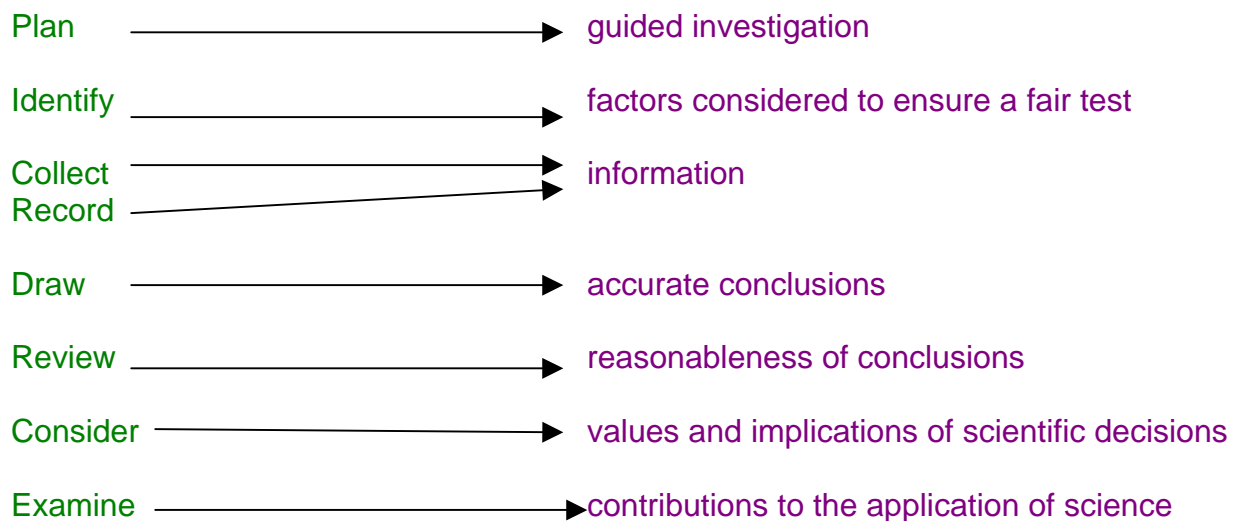 Plan guided investigation
Identify factors considered to ensure a fair test
Collect information
Record
Draw accurate conclusions
Review reasonableness of conclusions
Consider values and implications of scientific decisions
Examine contributions to the application of science